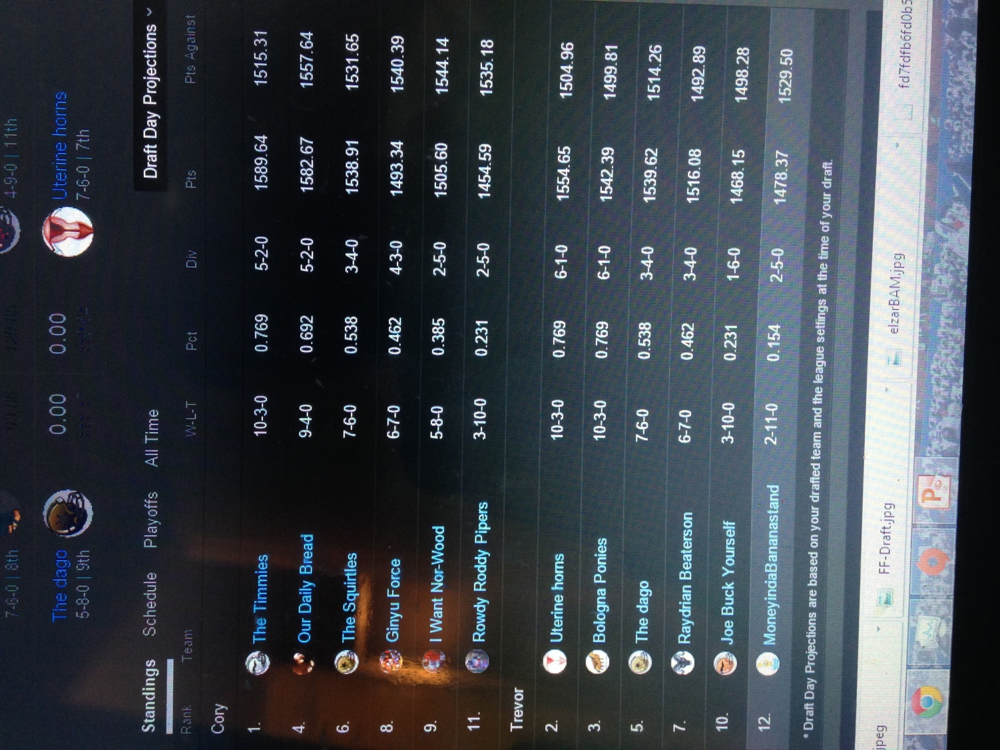 7-6-0 | 8th 4-9-0 | 11th
The dago 0.00 0.00 Uterine horns
5-8-0 | 9th 7-6-0 | 7th
Standings Schedule Playoffs All Time Draft Day Projections
Rank Team W-L-T Pct Div Pts Pts Against
Cory
1. The Timmies 10-3-0 0.769 5-2-0 1589.64 1515.31
4. Our Daily Bread 9-4-0 0.692 5-2-0 1582.67 1557.64
6. The Squirtles 7-6-0 0.538 3-4-0 1538.91 1531.65
8. Ginyu Force 6-7-0 0.462 4-3-0 1493.34 1540.39
9. I Want Nor-Wood 5-8-0 0.385 2-5-0 1505.60 1544.14
11. Rowdy Roddy Pipers 3-10-0 0.231 2-5-0 1454.59 1535.18
Trevor
2. Uterine horns 10-3-0 0.769 6-1-0 1554.65 1504.96
3. Bologna Ponies 10-3-0 0.769 6-1-0 1542.39 1499.81
5. The dago 7-6-0 0.538 3-4-0 1539.62 1514.26
7. Raydrian Beaterson 6-7-0 0.462 3-4-0 1516.08 1492.89
10. Joe Buck Yourself 3-10-0 0.231 1-6-0 1468.15 1498.28
12. MoneyindaBananastand 2-11-0 0.154 2-5-0 1478.37 1529.50
* Draft Day Projections are based on your drafted team and the league settings at the time of your draft.
jpeg FF-Draft.jpg elzarBAM.jpg fd7fdfb6fd0b5